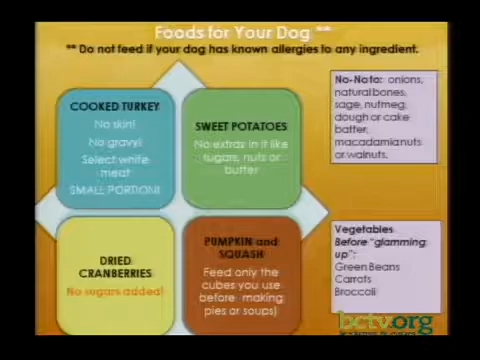 Foods for Your Dog **
** Do not feed if your dog has known allergies to any ingredient.
COOKED TURKEY
No skin!
No gravy!
Select white
meat
SMALL PORTION!
SWEET POTATOES
No extras in it like
sugars, nuts or
butter
No-Nots: onions,
natural bones,
sage, nutmeg,
dough or cake
batter,
macadamia nuts
or walnuts.
DRIED
CRANBERRIES
No sugars added!
PUMPKIN and
SQUASH
Feed only the
cubes you use
before making
pies or soups)
Vegetables
Before "glamming
up":
Green Beans
Carrots
Broccoli
bctv.org